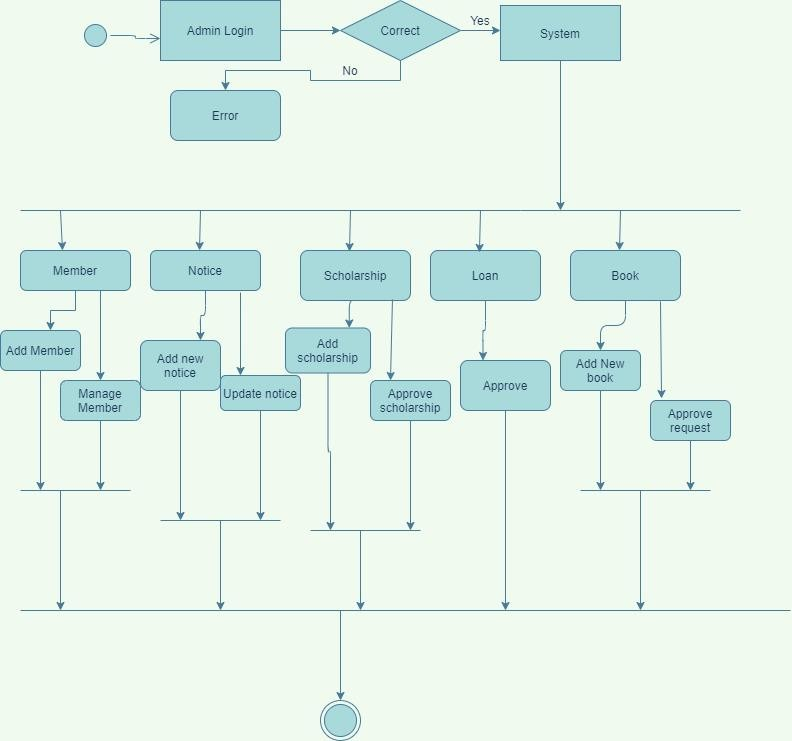 Admin Login
Correct
Yes
System
No
Error
Member
Notice
Scholarship
Loan
Book
Add Member
Manage
Member
Add new
notice
Update notice
Add
scholarship
Approve
scholarship
Approve
Add New
book
Approve
request